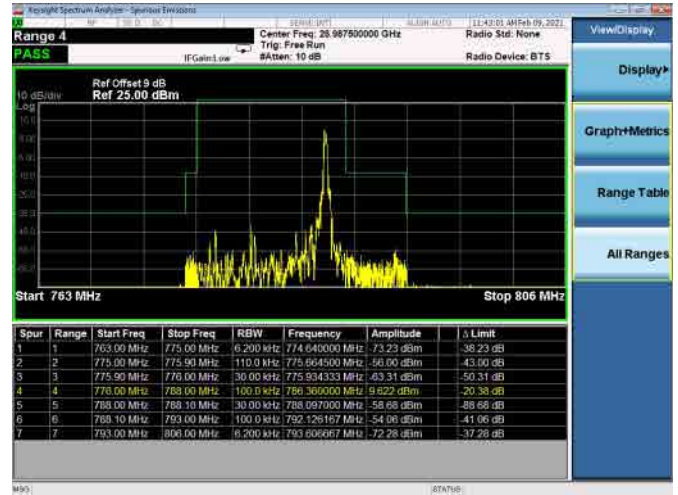 Keysight Spectrum Analyzer - Spurious Emissions
RF 50 Ω DC SENSE:INT ALIGN AUTO 11:43:01 AM Feb 09, 2021
Range 4 Center Freq: 28.987500000 GHz Radio Std: None View/Display
PASS IFGain:Low Trig: Free Run
#Atten: 10 dB Radio Device: BTS
Display
Ref Offset 9 dB
10 dB/div Ref 25.00 dBm
Log
Graph+Metrics
Range Table
All Ranges
Start 763 MHz Stop 806 MHz
Spur Range Start Freq Stop Freq RBW Frequency Amplitude Δ Limit
1 1 763.00 MHz 775.00 MHz 6.200 kHz 774.640000 MHz -73.23 dBm -38.23 dB
2 2 775.00 MHz 775.90 MHz 110.0 kHz 775.664500 MHz -56.00 dBm -43.00 dB
3 3 775.90 MHz 776.00 MHz 30.00 kHz 775.934333 MHz -63.31 dBm -50.31 dB
4 4 776.00 MHz 788.00 MHz 100.0 kHz 786.360000 MHz 9.622 dBm -20.38 dB
5 5 788.00 MHz 788.10 MHz 30.00 kHz 788.097000 MHz -58.68 dBm -88.68 dB
6 6 788.10 MHz 793.00 MHz 100.0 kHz 792.126167 MHz -54.06 dBm -41.06 dB
7 7 793.00 MHz 806.00 MHz 6.200 kHz 793.606667 MHz -72.28 dBm -37.28 dB
MSG STATUS